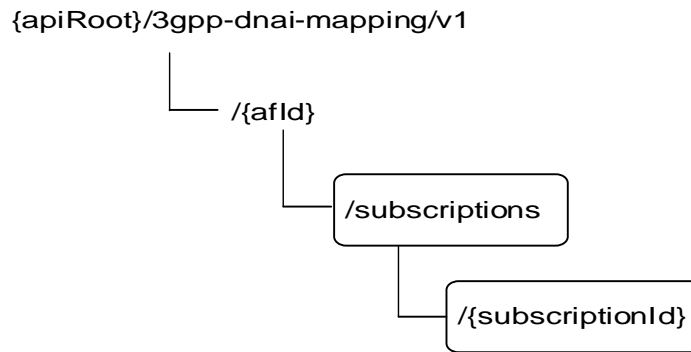 {apiRoot}/3gpp-dnai-mapping/v1
/{afId}
/subscriptions
/{subscriptionId}